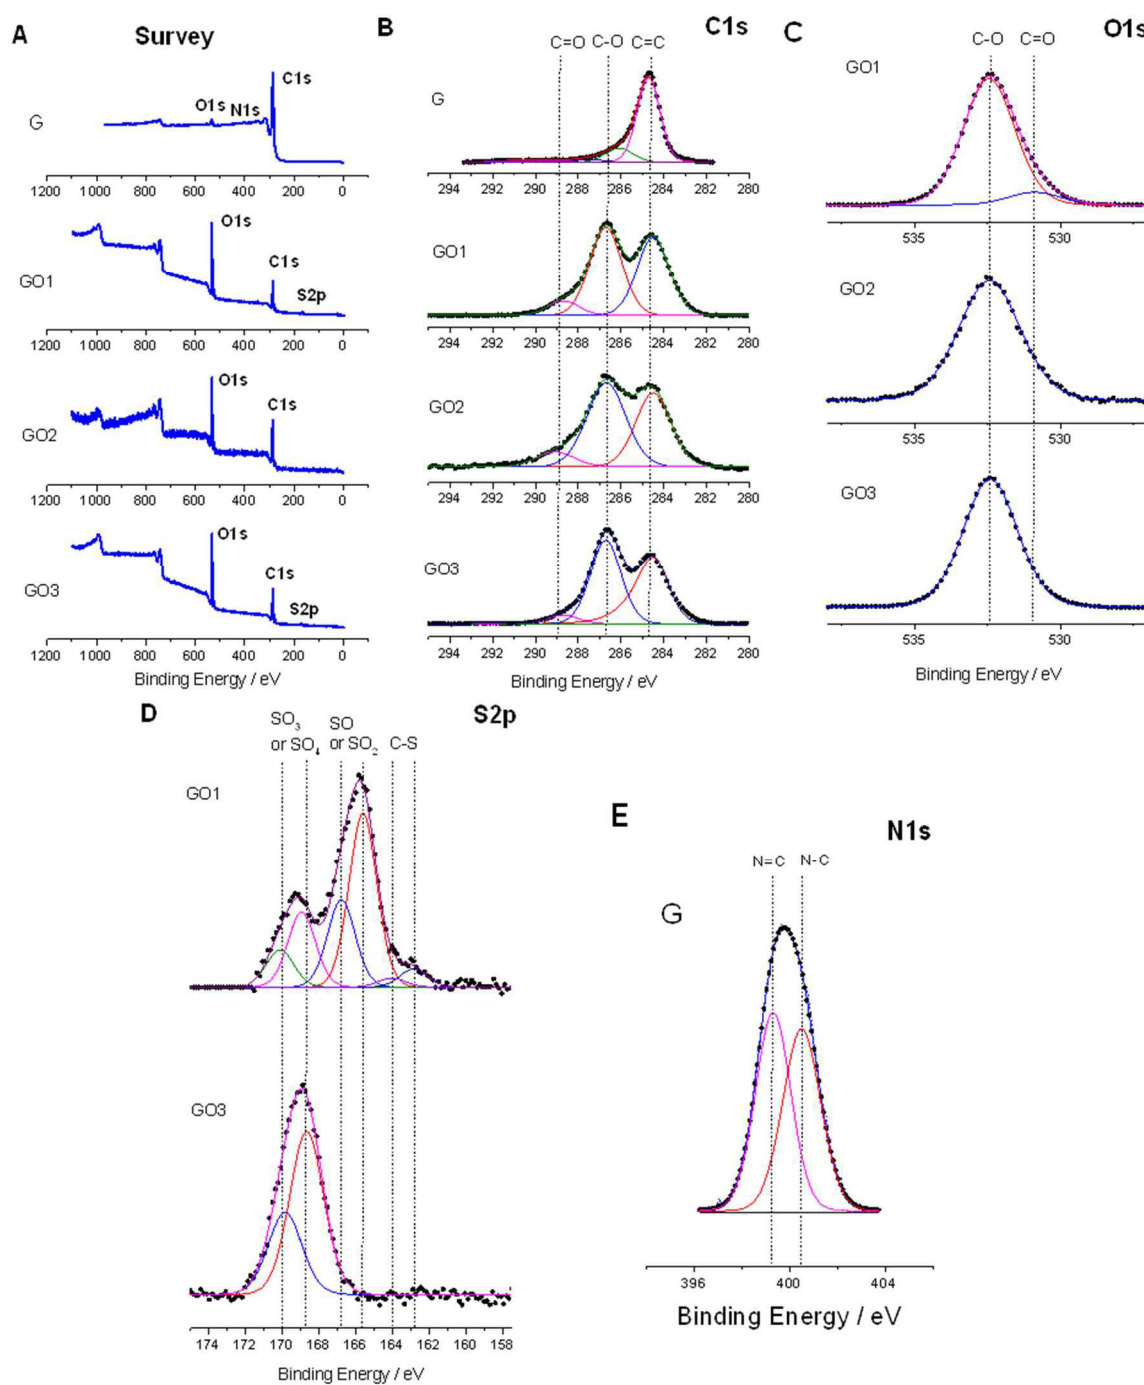 A
Survey
G
O1s
N1s
C1s
1200 1000 800 600 400 200 0
GO1
O1s
C1s
S2p
1200 1000 800 600 400 200 0
GO2
O1s
C1s
1200 1000 800 600 400 200 0
GO3
O1s
C1s
S2p
1200 1000 800 600 400 200 0
Binding Energy / eV
B
C1s
C=O C-O C=C
G
294 292 290 288 286 284 282 280
GO1
294 292 290 288 286 284 282 280
GO2
294 292 290 288 286 284 282 280
GO3
294 292 290 288 286 284 282 280
Binding Energy / eV
C
O1s
C-O C=O
GO1
535 530
GO2
535 530
GO3
535 530
Binding Energy / eV
D
S2p
SO₃ SO
or SO₄ or SO₂ C-S
GO1
GO3
174 172 170 168 166 164 162 160 158
Binding Energy / eV
E
N1s
N=C N-C
G
396 400 404
Binding Energy / eV